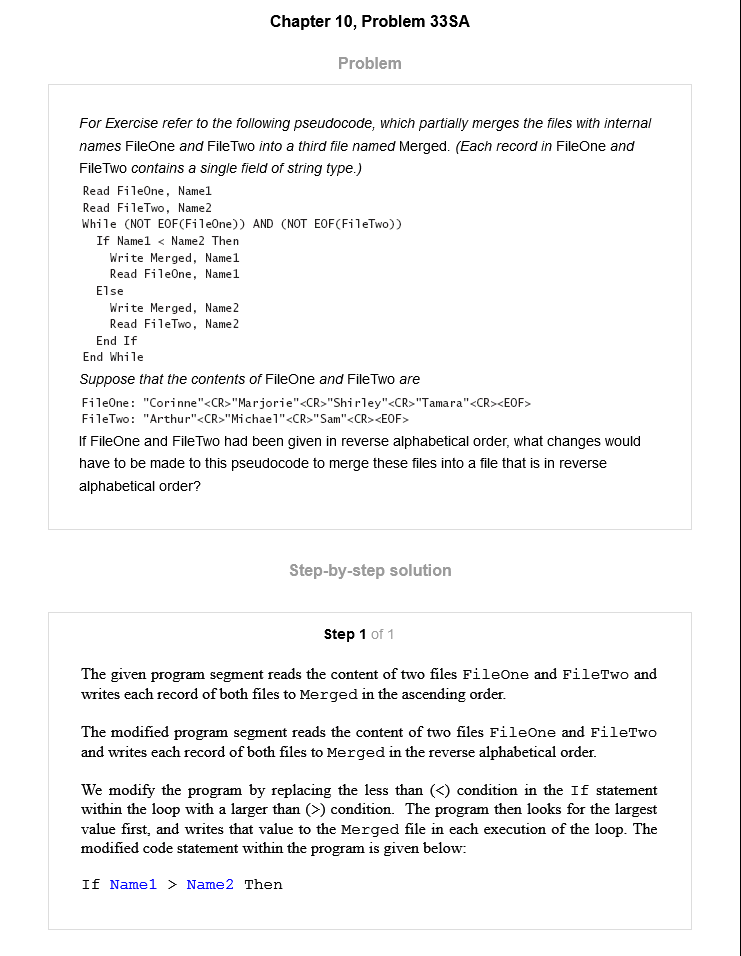 Chapter 10, Problem 33SA
Problem
For Exercise refer to the following pseudocode, which partially merges the files with internal
names FileOne and FileTwo into a third file named Merged. (Each record in FileOne and
FileTwo contains a single field of string type.)
Read FileOne, Name1
Read FileTwo, Name2
While (NOT EOF(FileOne)) AND (NOT EOF(FileTwo))
If Name1 < Name2 Then
Write Merged, Name1
Read FileOne, Name1
Else
Write Merged, Name2
Read FileTwo, Name2
End If
End While
Suppose that the contents of FileOne and FileTwo are
FileOne: "Corinne"<CR>"Marjorie"<CR>"Shirley"<CR>"Tamara"<CR><EOF>
FileTwo: "Arthur"<CR>"Michael"<CR>"Sam"<CR><EOF>
If FileOne and FileTwo had been given in reverse alphabetical order, what changes would
have to be made to this pseudocode to merge these files into a file that is in reverse
alphabetical order?
Step-by-step solution
Step 1 of 1
The given program segment reads the content of two files FileOne and FileTwo and
writes each record of both files to Merged in the ascending order.
The modified program segment reads the content of two files FileOne and FileTwo
and writes each record of both files to Merged in the reverse alphabetical order.
We modify the program by replacing the less than (<) condition in the If statement
within the loop with a larger than (>) condition. The program then looks for the largest
value first, and writes that value to the Merged file in each execution of the loop. The
modified code statement within the program is given below:
If Name1 > Name2 Then